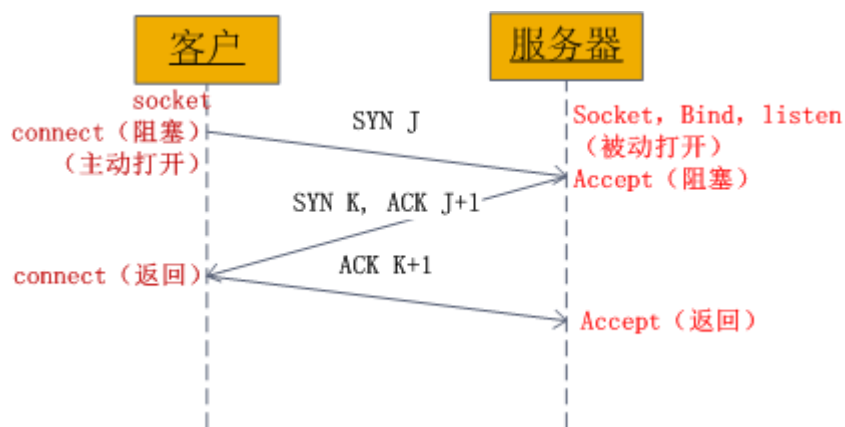 客户
服务器
socket
connect（阻塞）
（主动打开）
SYN J
Socket，Bind，listen
（被动打开）
Accept（阻塞）
SYN K, ACK J+1
connect（返回）
ACK K+1
Accept（返回）